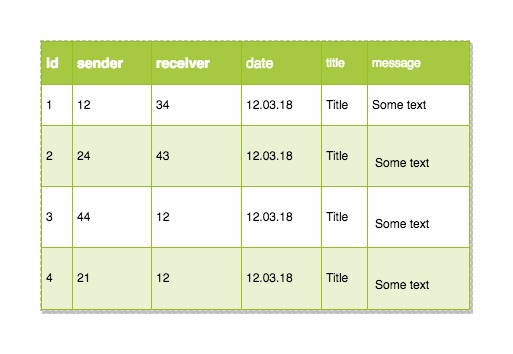 id sender receiver date title message
1 12 34 12.03.18 Title Some text
2 24 43 12.03.18 Title Some text
3 44 12 12.03.18 Title Some text
4 21 12 12.03.18 Title Some text